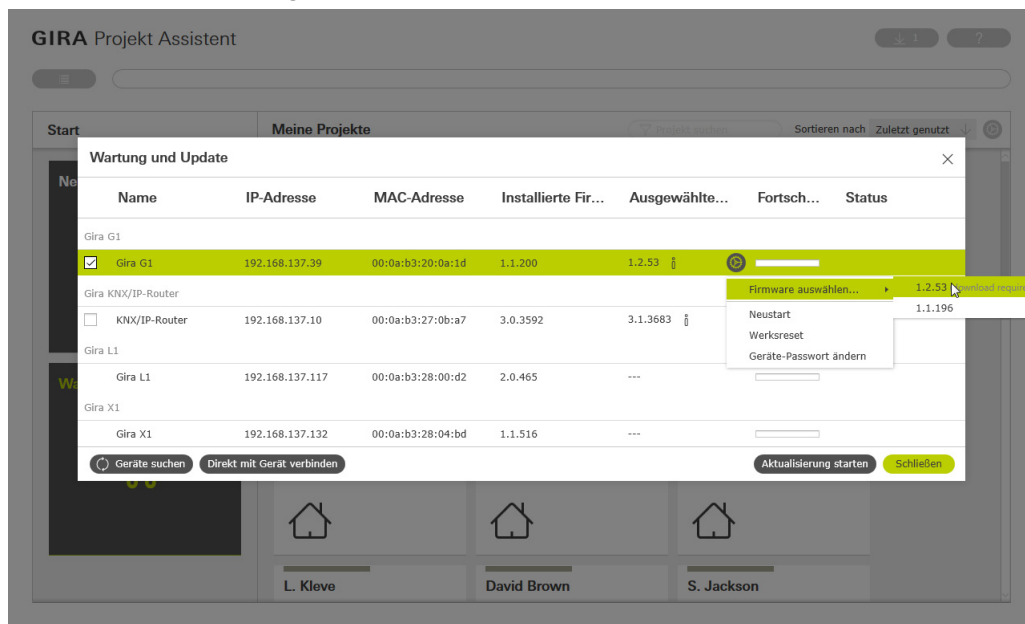 GIRA Projekt Assistent
1
?
Start
Meine Projekte
Projekt suchen
Sortieren nach
Zuletzt genutzt
Ne
Wartung und Update
Name IP-Adresse MAC-Adresse Installierte Fir... Ausgewählte... Fortsch... Status
Gira G1
Gira G1 192.168.137.39 00:0a:b3:20:0a:1d 1.1.200 1.2.53
Gira KNX/IP-Router
Firmware auswählen...
1.2.53 Download require
KNX/IP-Router 192.168.137.10 00:0a:b3:27:0b:a7 3.0.3592 3.1.3683
Neustart
1.1.196
Werksreset
Gira L1
Geräte-Passwort ändern
Wa
Gira L1 192.168.137.117 00:0a:b3:28:00:d2 2.0.465 ---
Gira X1
Gira X1 192.168.137.132 00:0a:b3:28:04:bd 1.1.516 ---
Geräte suchen Direkt mit Gerät verbinden Aktualisierung starten Schließen
L. Kleve
David Brown
S. Jackson